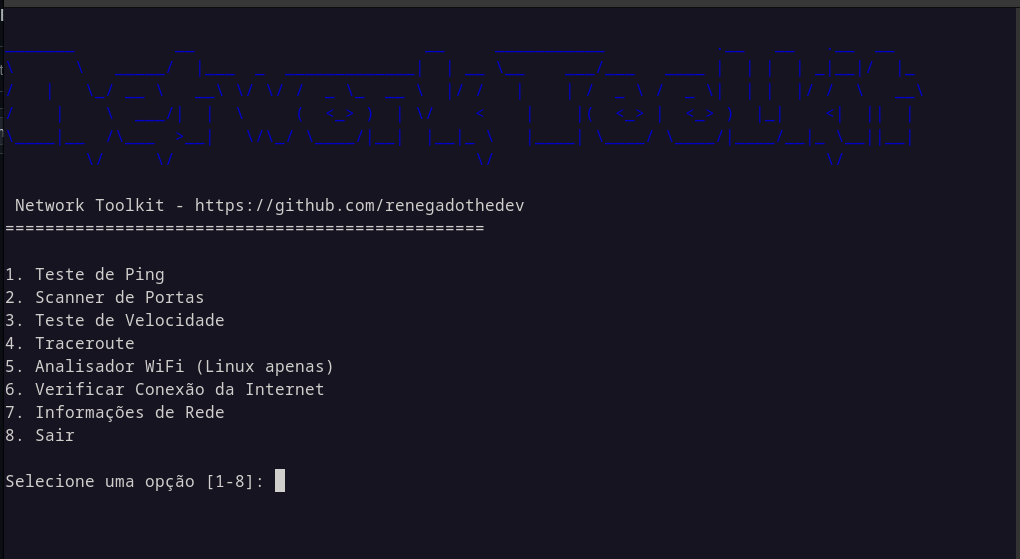 Network Toolkit
Network Toolkit - https://github.com/renegadothedev
================================================
1. Teste de Ping
2. Scanner de Portas
3. Teste de Velocidade
4. Traceroute
5. Analisador WiFi (Linux apenas)
6. Verificar Conexão da Internet
7. Informações de Rede
8. Sair
Selecione uma opção [1-8]: